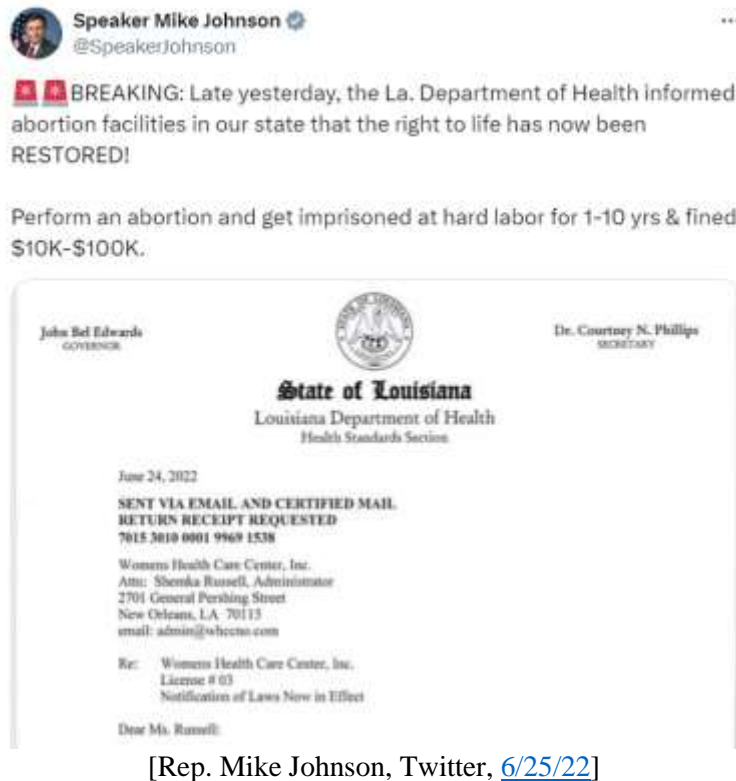 Speaker Mike Johnson
@SpeakerJohnson
🚨🚨BREAKING: Late yesterday, the La. Department of Health informed
abortion facilities in our state that the right to life has now been
RESTORED!
Perform an abortion and get imprisoned at hard labor for 1-10 yrs & fined
$10K-$100K.
John Bel Edwards
GOVERNOR
Dr. Courtney N. Phillips
SECRETARY
State of Louisiana
Louisiana Department of Health
Health Standards Section
June 24, 2022
SENT VIA EMAIL AND CERTIFIED MAIL
RETURN RECEIPT REQUESTED
7015 3010 0001 9969 1538
Womens Health Care Center, Inc.
Attn: Shemka Russell, Administrator
2701 General Pershing Street
New Orleans, LA 70115
email: admin@whccno.com
Re: Womens Health Care Center, Inc.
License # 03
Notification of Laws Now in Effect
Dear Ms. Russell:
[Rep. Mike Johnson, Twitter, 6/25/22]